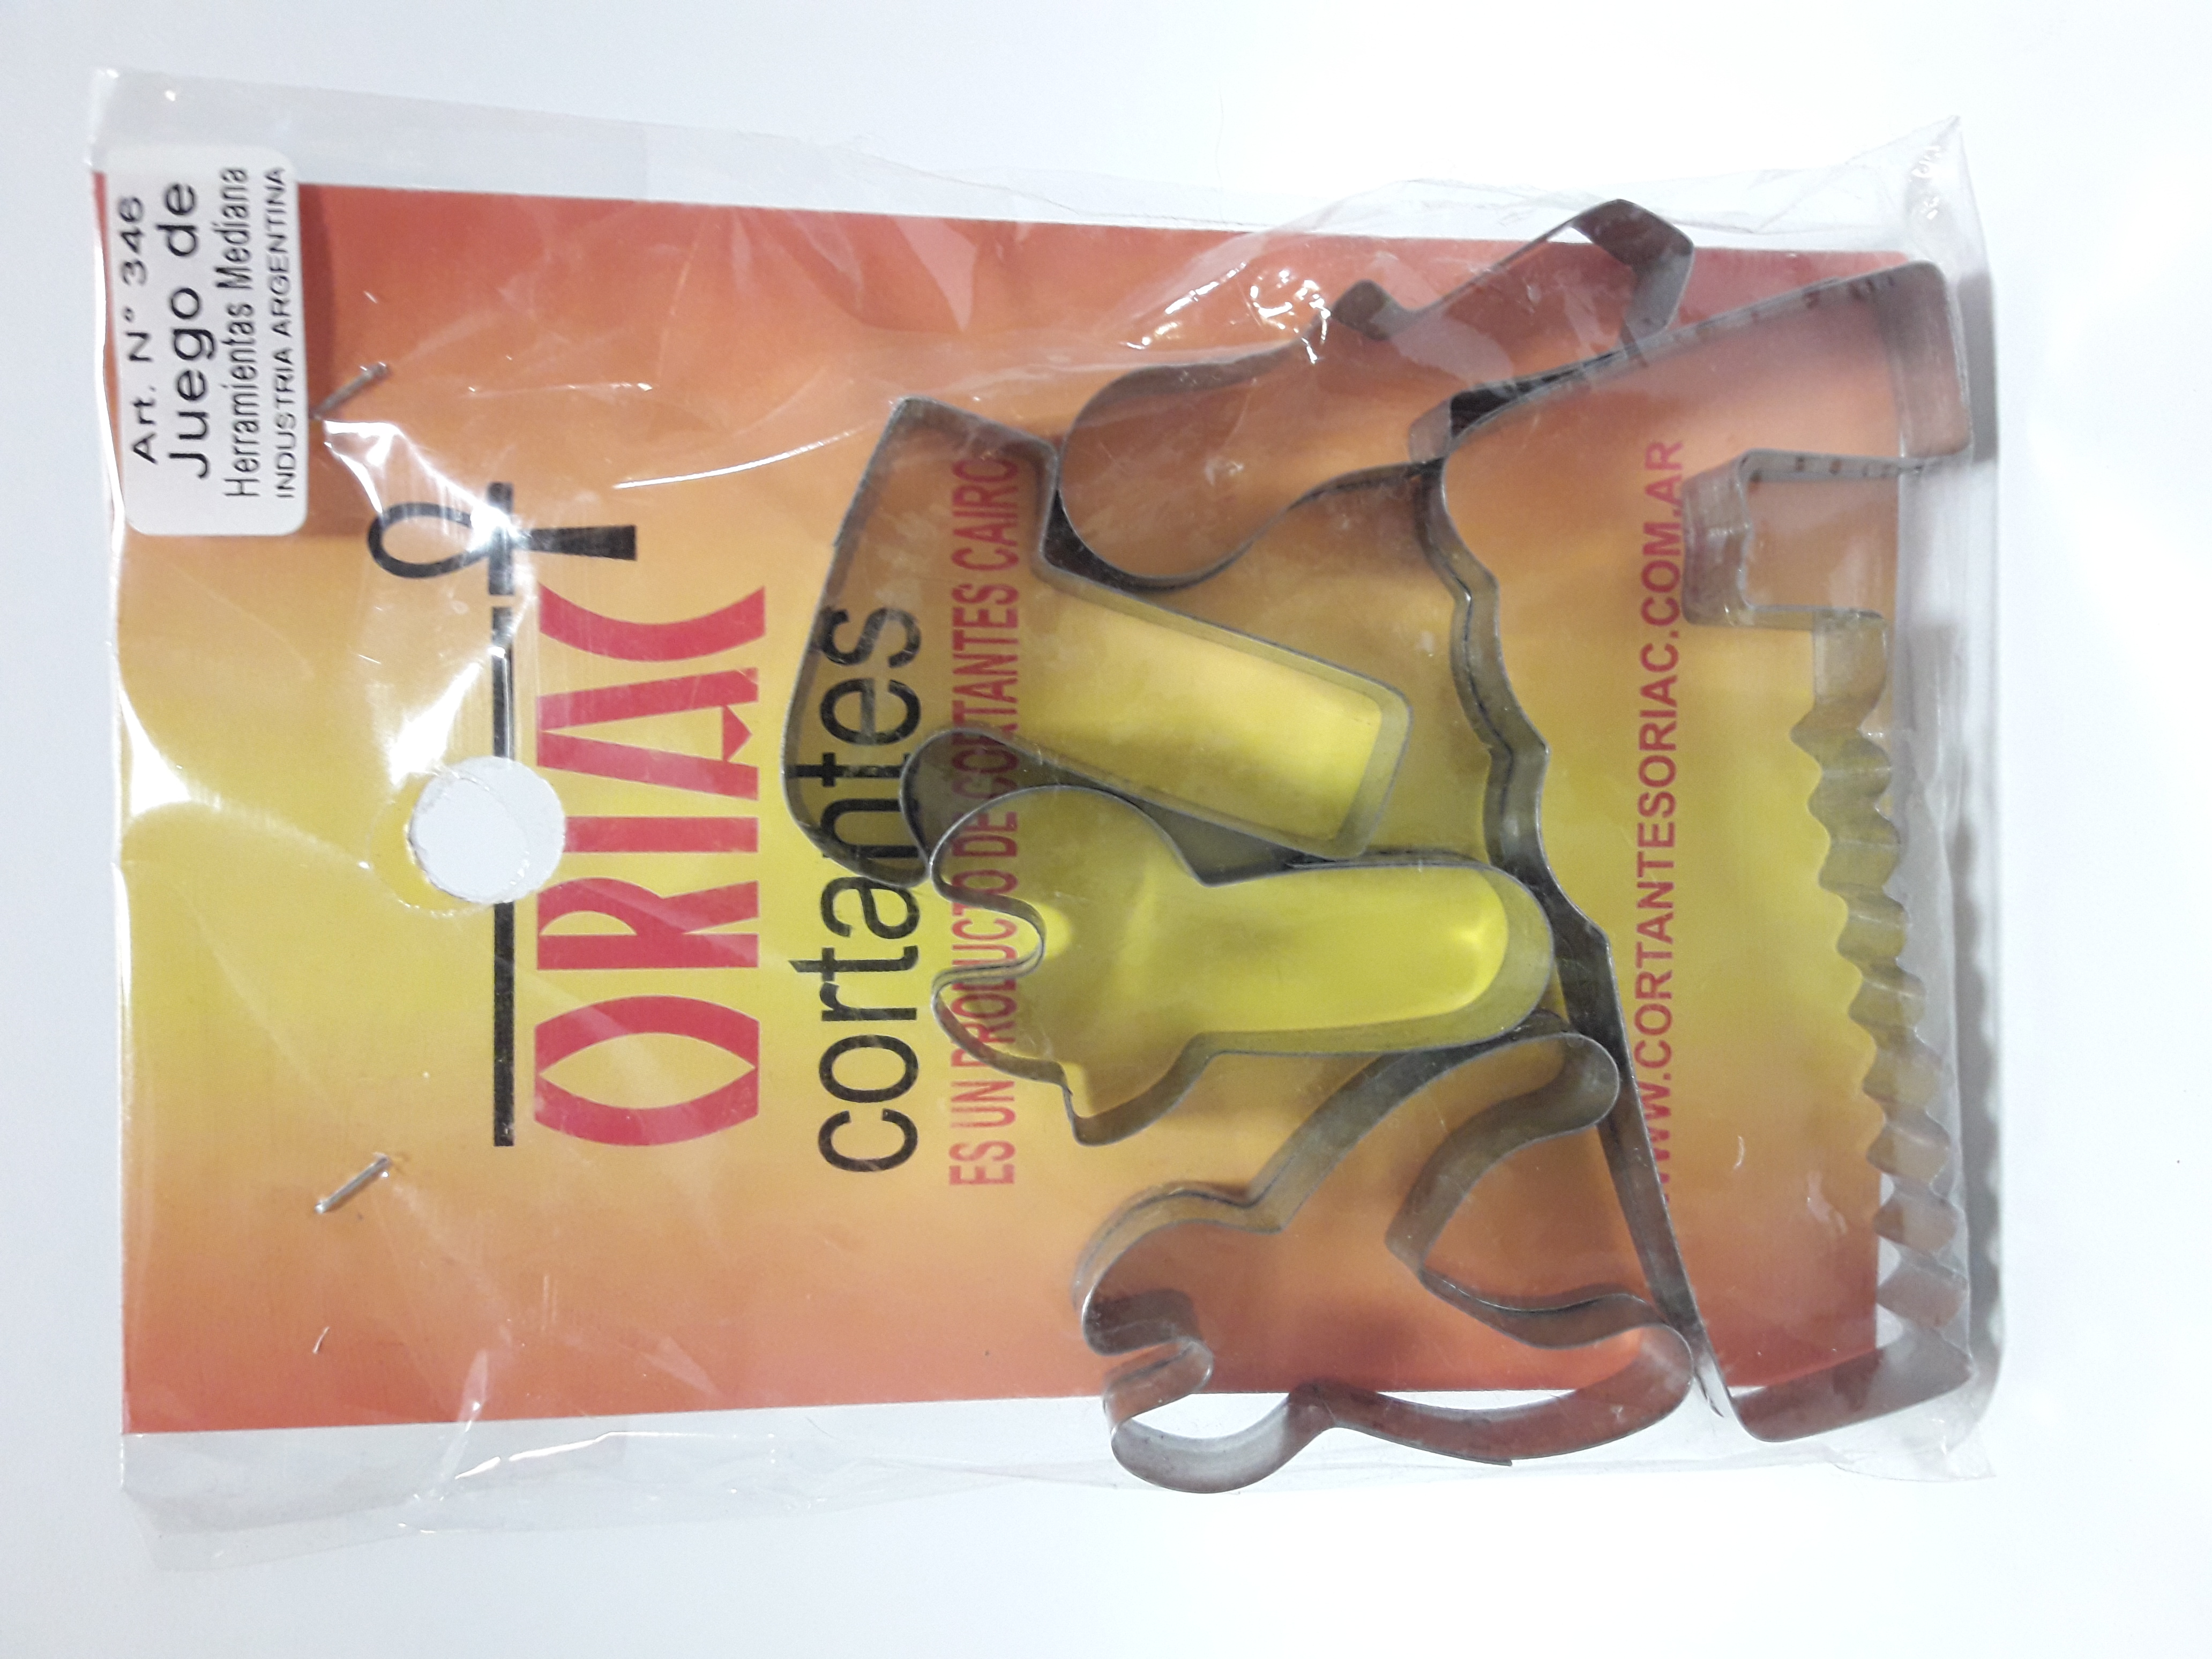 Art. N° 346
Juego de
Herramientas Mediana
INDUSTRIA ARGENTINA
ORIAC
cortantes
ES UN PRODUCTO DE CORTANTES CAIRO
WWW.CORTANTESORIAC.COM.AR